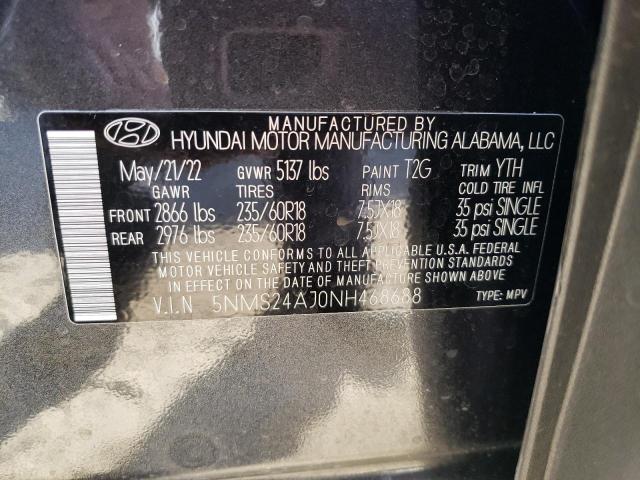 MANUFACTURED BY
HYUNDAI MOTOR MANUFACTURING ALABAMA, LLC
May/21/22 GVWR 5137 lbs PAINT T2G TRIM YTH
GAWR TIRES RIMS COLD TIRE INFL
FRONT 2866 lbs 235/60R18 7.5JX18 35 psi SINGLE
REAR 2976 lbs 235/60R18 7.5JX18 35 psi SINGLE
THIS VEHICLE CONFORMS TO ALL APPLICABLE U.S.A. FEDERAL
MOTOR VEHICLE SAFETY AND THEFT PREVENTION STANDARDS
IN EFFECT ON THE DATE OF MANUFACTURE SHOWN ABOVE.
V.I.N 5NMS24AJ0NH468688 TYPE: MPV